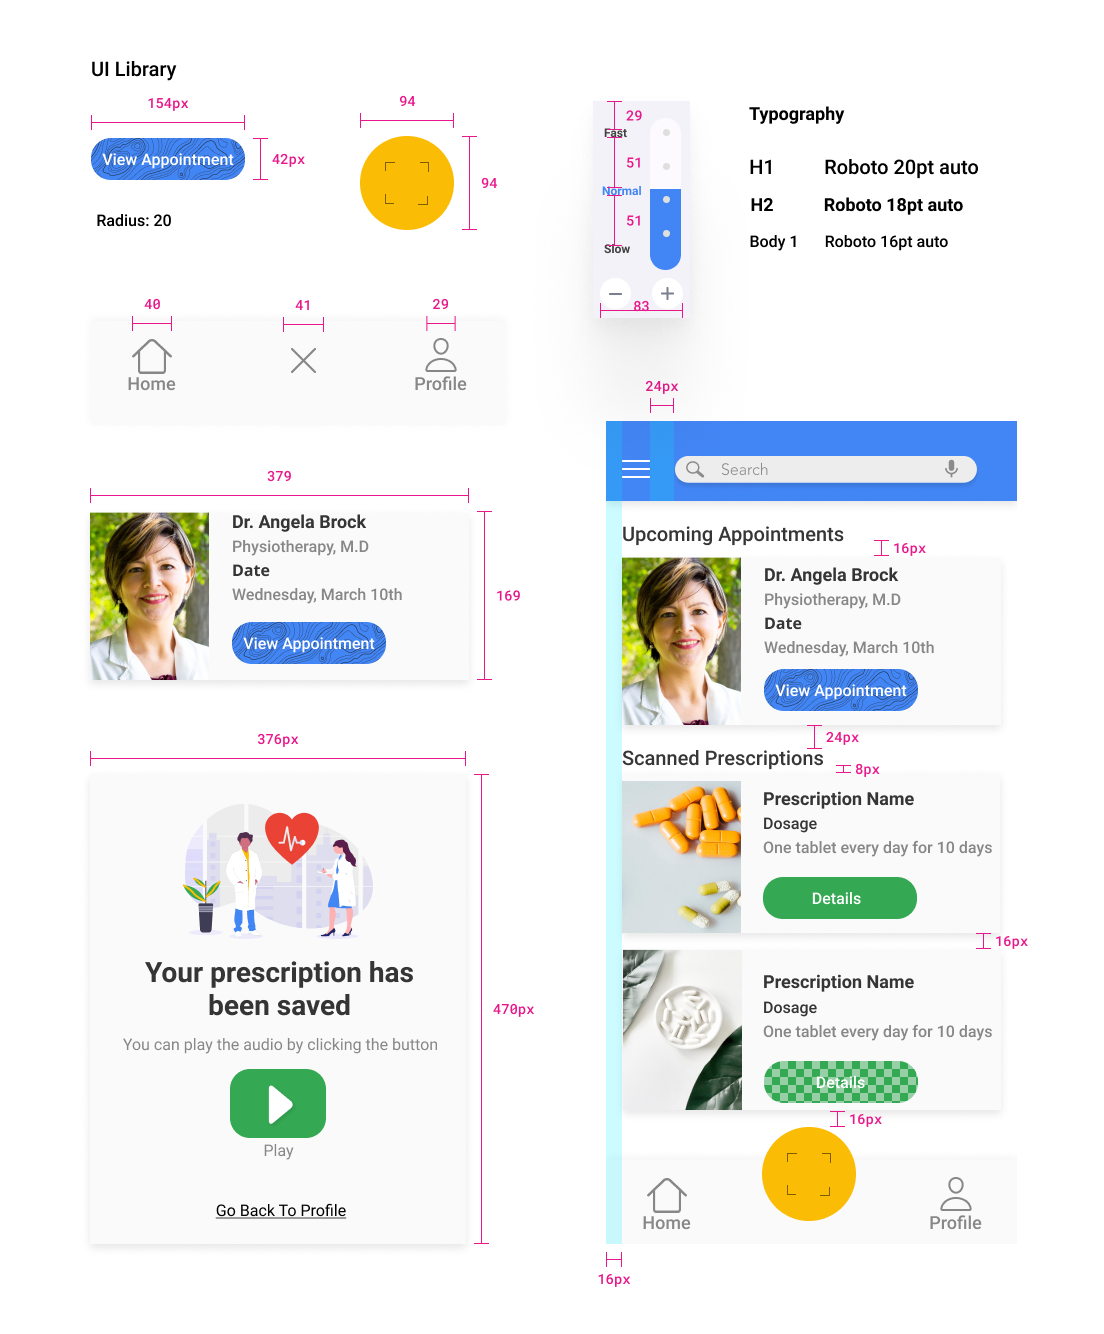 UI Library
154px
View Appointment
42px
Radius: 20
94
94
29
Fast
51
Normal
51
Slow
83
Typography
H1 Roboto 20pt auto
H2 Roboto 18pt auto
Body 1 Roboto 16pt auto
40
41
29
Home
Profile
379
Dr. Angela Brock
Physiotherapy, M.D
Date
Wednesday, March 10th
View Appointment
169
376px
Your prescription has
been saved
You can play the audio by clicking the button
Play
Go Back To Profile
470px
24px
Search
Upcoming Appointments
16px
Dr. Angela Brock
Physiotherapy, M.D
Date
Wednesday, March 10th
View Appointment
24px
Scanned Prescriptions
8px
Prescription Name
Dosage
One tablet every day for 10 days
Details
16px
Prescription Name
Dosage
One tablet every day for 10 days
Details
16px
Home
Profile
16px